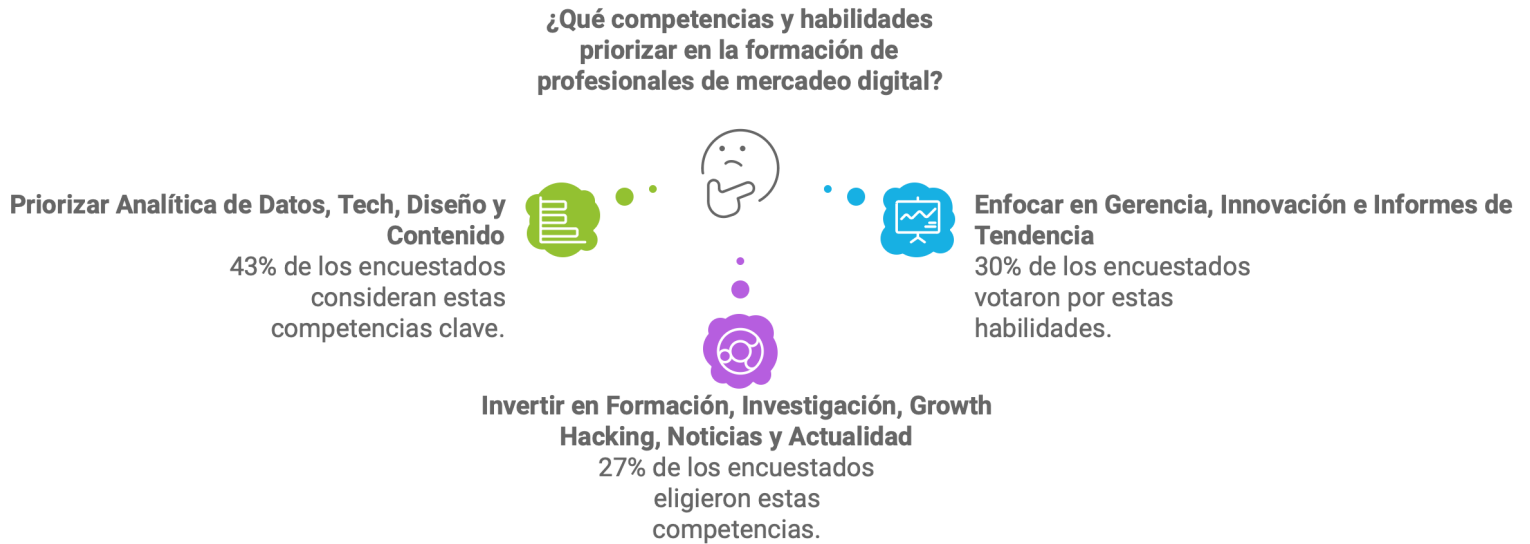 ¿Qué competencias y habilidades
priorizar en la formación de
profesionales de mercadeo digital?
Priorizar Analítica de Datos, Tech, Diseño y
Contenido
43% de los encuestados
consideran estas
competencias clave.
Enfocar en Gerencia, Innovación e Informes de
Tendencia
30% de los encuestados
votaron por estas
habilidades.
Invertir en Formación, Investigación, Growth
Hacking, Noticias y Actualidad
27% de los encuestados
eligieron estas
competencias.